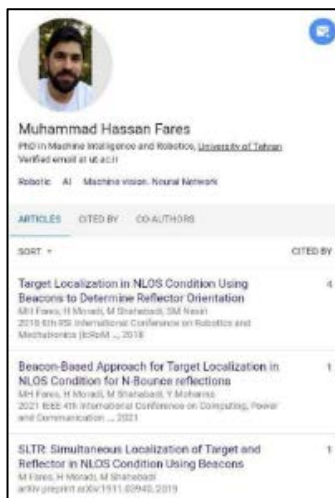 Muhammad Hassan Fares
PhD in Machine Intelligence and Robotics, University of Tehran
Verified email at ut.ac.ir
Robotic AI Machine vision. Neural Network
ARTICLES CITED BY CO-AUTHORS
SORT CITED BY
Target Localization in NLOS Condition Using 4
Beacons to Determine Reflector Orientation
MH Fares, H Moradi, M Shahabadi, SM Nasiri
2018 6th RSI International Conference on Robotics and
Mechatronics (IcRoM ..., 2018
Beacon-Based Approach for Target Localization in 1
NLOS Condition for N-Bounce reflections
MH Fares, H Moradi, M Shahabadi, Y Mohanna
2021 IEEE 4th International Conference on Computing, Power
and Communication ..., 2021
SLTR: Simultaneous Localization of Target and 1
Reflector in NLOS Condition Using Beacons
M Fares, H Moradi, M Shahabadi
arXiv preprint arXiv:1911.03940, 2019